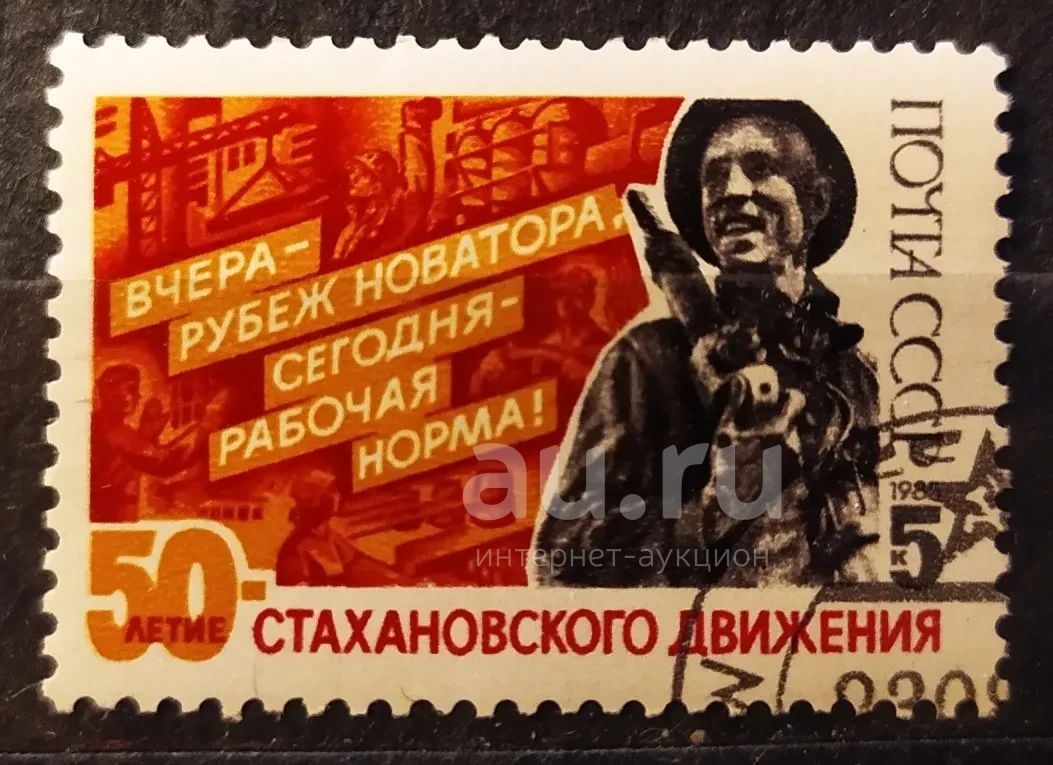 ВЧЕРА-
РУБЕЖ НОВАТОРА,
СЕГОДНЯ-
РАБОЧАЯ
НОРМА!
ПОЧТА СССР
5
К
50-
ЛЕТИЕ
СТАХАНОВСКОГО ДВИЖЕНИЯ
au.ru
интернет-аукцион